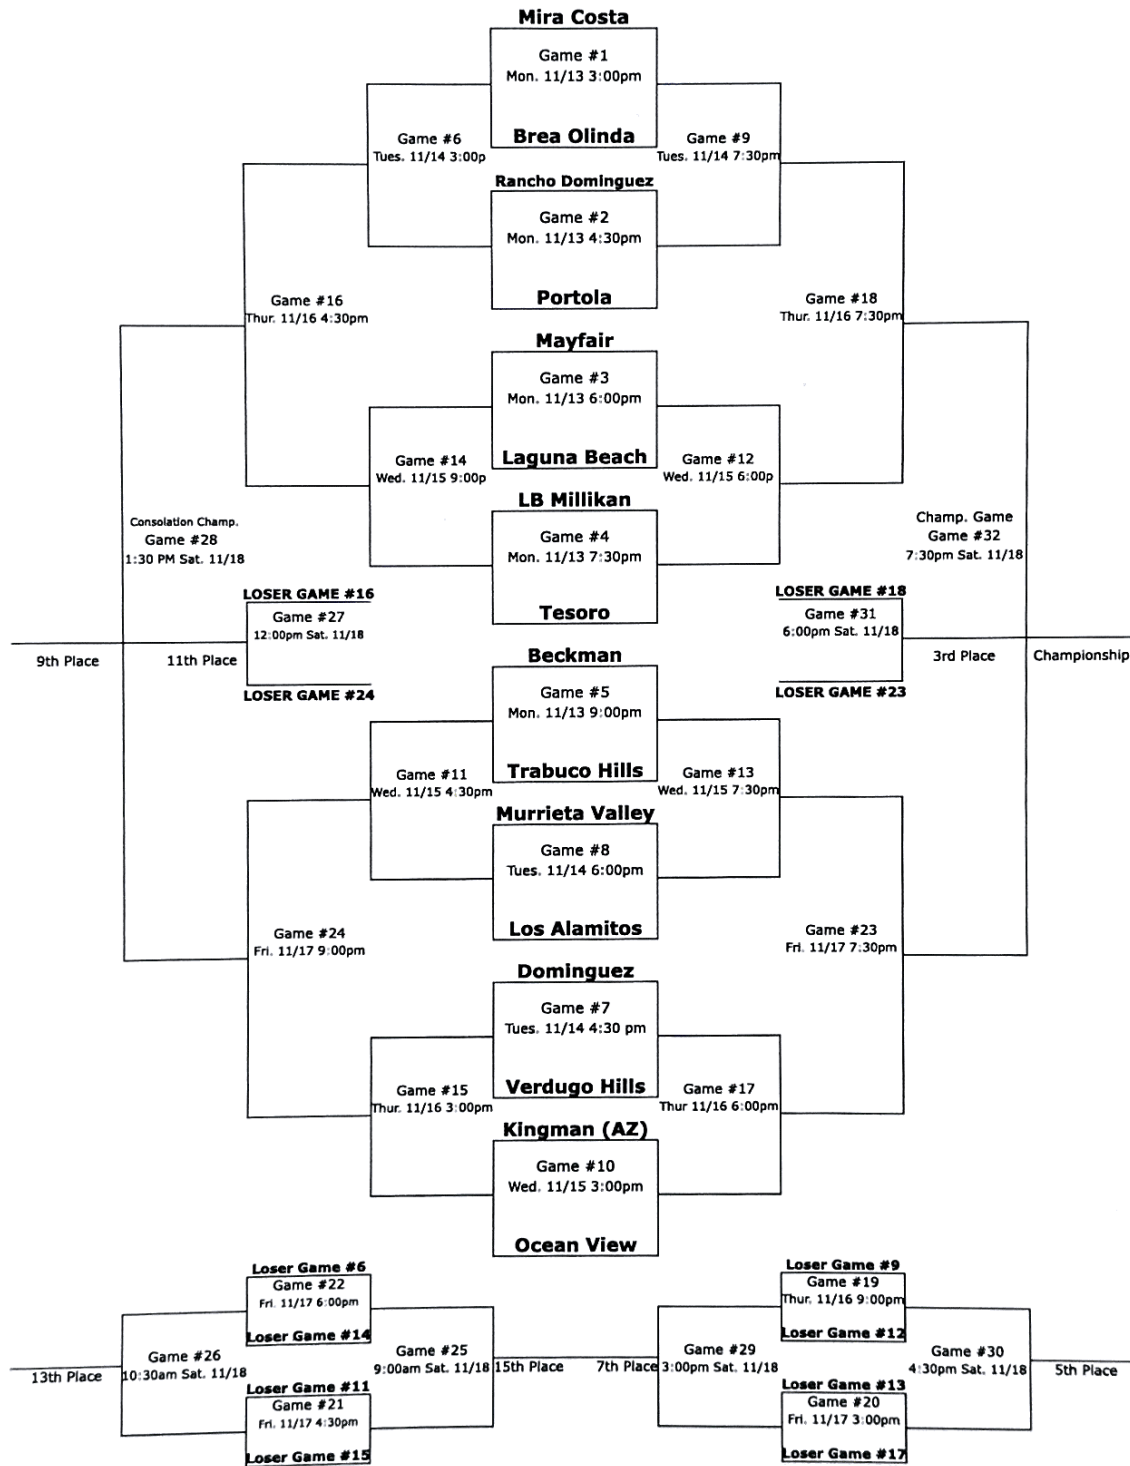 Mira Costa
Game #1
Mon. 11/13 3:00pm
Brea Olinda
Game #6
Tues. 11/14 3:00p
Game #9
Tues. 11/14 7:30pm
Rancho Dominguez
Game #2
Mon. 11/13 4:30pm
Portola
Game #16
Thur. 11/16 4:30pm
Game #18
Thur. 11/16 7:30pm
Mayfair
Game #3
Mon. 11/13 6:00pm
Laguna Beach
Game #14
Wed. 11/15 9:00p
Game #12
Wed. 11/15 6:00p
LB Millikan
Game #4
Mon. 11/13 7:30pm
Tesoro
Consolation Champ.
Game #28
1:30 PM Sat. 11/18
Champ. Game
Game #32
7:30pm Sat. 11/18
LOSER GAME #16
Game #27
12:00pm Sat. 11/18
LOSER GAME #24
LOSER GAME #18
Game #31
6:00pm Sat. 11/18
LOSER GAME #23
9th Place
11th Place
3rd Place
Championship
Beckman
Game #5
Mon. 11/13 9:00pm
Trabuco Hills
Game #11
Wed. 11/15 4:30pm
Game #13
Wed. 11/15 7:30pm
Murrieta Valley
Game #8
Tues. 11/14 6:00pm
Los Alamitos
Game #24
Fri. 11/17 9:00pm
Game #23
Fri. 11/17 7:30pm
Dominguez
Game #7
Tues. 11/14 4:30 pm
Verdugo Hills
Game #15
Thur. 11/16 3:00pm
Game #17
Thur 11/16 6:00pm
Kingman (AZ)
Game #10
Wed. 11/15 3:00pm
Ocean View
Loser Game #6
Game #22
Fri. 11/17 6:00pm
Loser Game #14
Loser Game #9
Game #19
Thur. 11/16 9:00pm
Loser Game #12
Game #26
10:30am Sat. 11/18
13th Place
Game #25
9:00am Sat. 11/18
15th Place
7th Place
Game #29
3:00pm Sat. 11/18
Game #30
4:30pm Sat. 11/18
5th Place
Loser Game #11
Game #21
Fri. 11/17 4:30pm
Loser Game #15
Loser Game #13
Game #20
Fri. 11/17 3:00pm
Loser Game #17